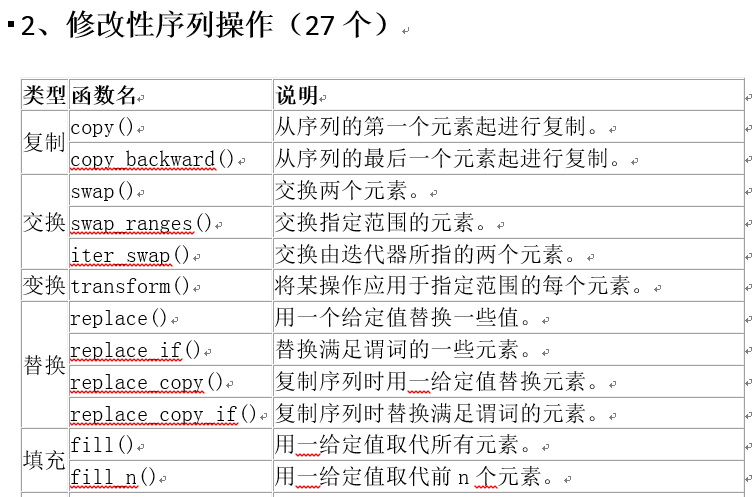 ▪2、修改性序列操作（27 个）
类型 函数名 说明
复制 copy() 从序列的第一个元素起进行复制。
copy_backward() 从序列的最后一个元素起进行复制。
交换 swap() 交换两个元素。
swap_ranges() 交换指定范围的元素。
iter_swap() 交换由迭代器所指的两个元素。
变换 transform() 将某操作应用于指定范围的每个元素。
替换 replace() 用一个给定值替换一些值。
replace_if() 替换满足谓词的一些元素。
replace_copy() 复制序列时用一给定值替换元素。
replace_copy_if() 复制序列时替换满足谓词的元素。
填充 fill() 用一给定值取代所有元素。
fill_n() 用一给定值取代前 n 个元素。